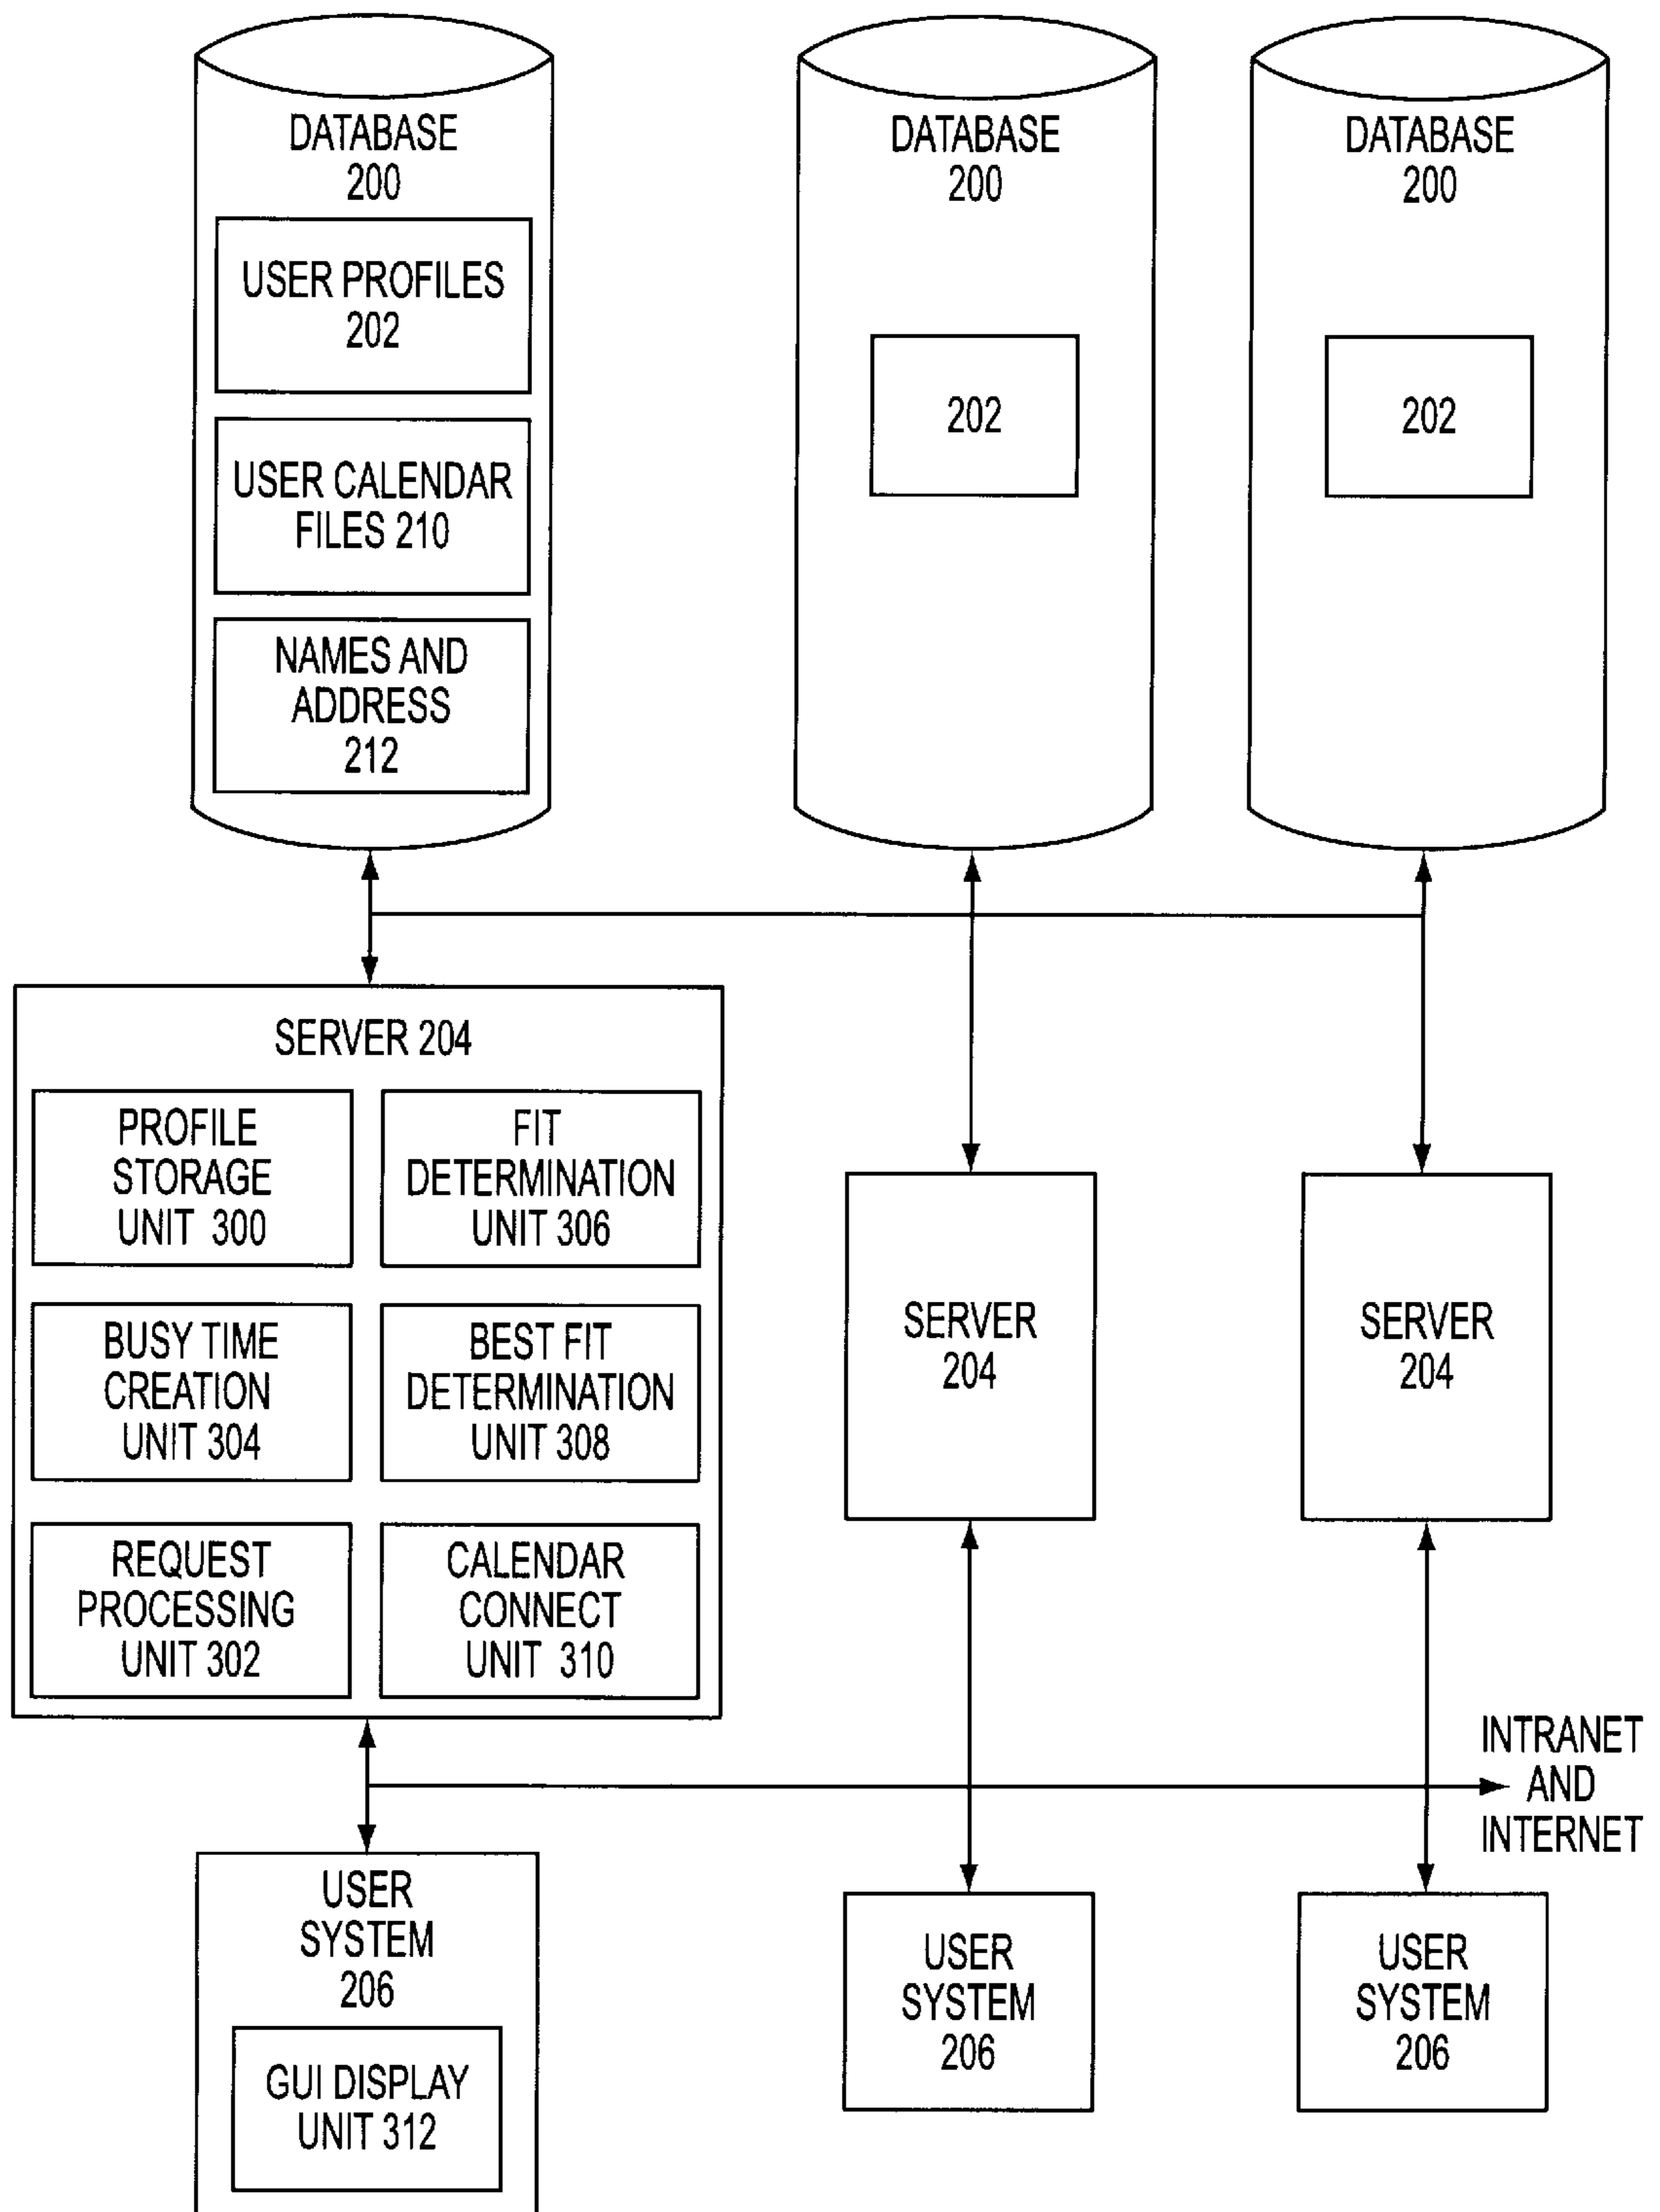 DATABASE
200
USER PROFILES
202
USER CALENDAR
FILES 210
NAMES AND
ADDRESS
212
DATABASE
200
202
DATABASE
200
202
SERVER 204
PROFILE
STORAGE
UNIT 300
FIT
DETERMINATION
UNIT 306
BUSY TIME
CREATION
UNIT 304
BEST FIT
DETERMINATION
UNIT 308
REQUEST
PROCESSING
UNIT 302
CALENDAR
CONNECT
UNIT 310
SERVER
204
SERVER
204
INTRANET
AND
INTERNET
USER
SYSTEM
206
GUI DISPLAY
UNIT 312
USER
SYSTEM
206
USER
SYSTEM
206